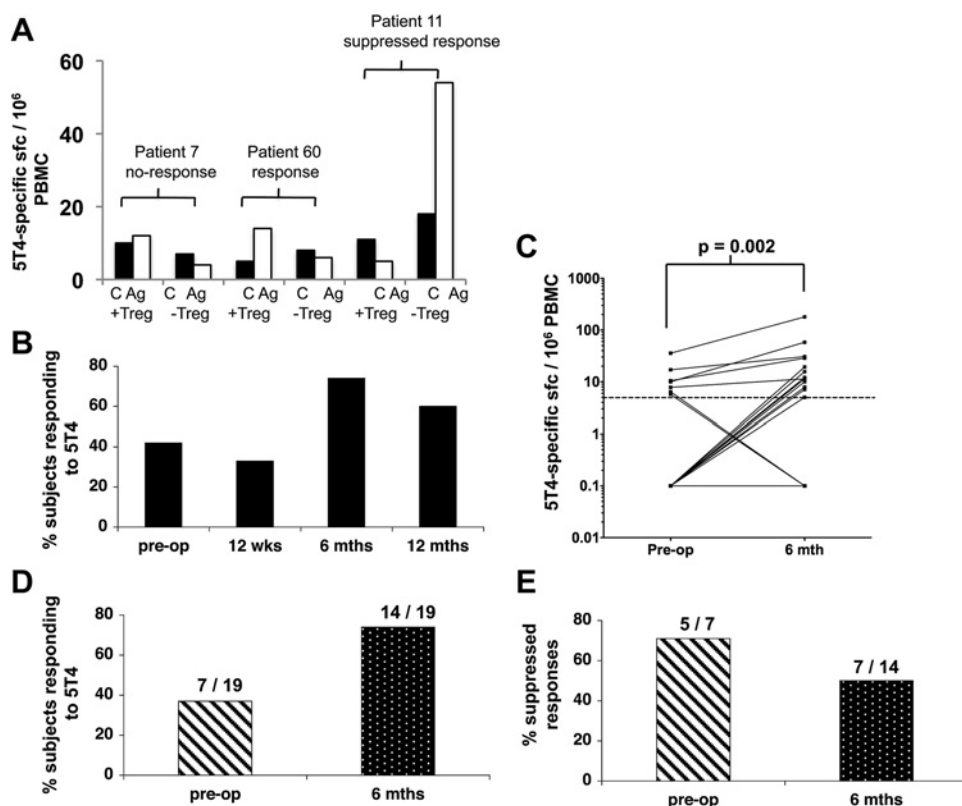 A
Patient 11
suppressed response
5T4-specific sfc / 10⁶
PBMC
60
40
20
0
Patient 7
no-response
Patient 60
response
C Ag C Ag C Ag C Ag C Ag C Ag
+Treg -Treg +Treg -Treg +Treg -Treg
B
% subjects responding
to 5T4
80
60
40
20
0
pre-op 12 wks 6 mths 12 mths
C
p = 0.002
5T4-specific sfc / 10⁶ PBMC
1000
100
10
1
0.1
0.01
Pre-op 6 mth
D
% subjects responding
to 5T4
80
60
40
20
0
7 / 19
14 / 19
pre-op 6 mths
E
% suppressed
responses
80
60
40
20
0
5 / 7
7 / 14
pre-op 6 mths